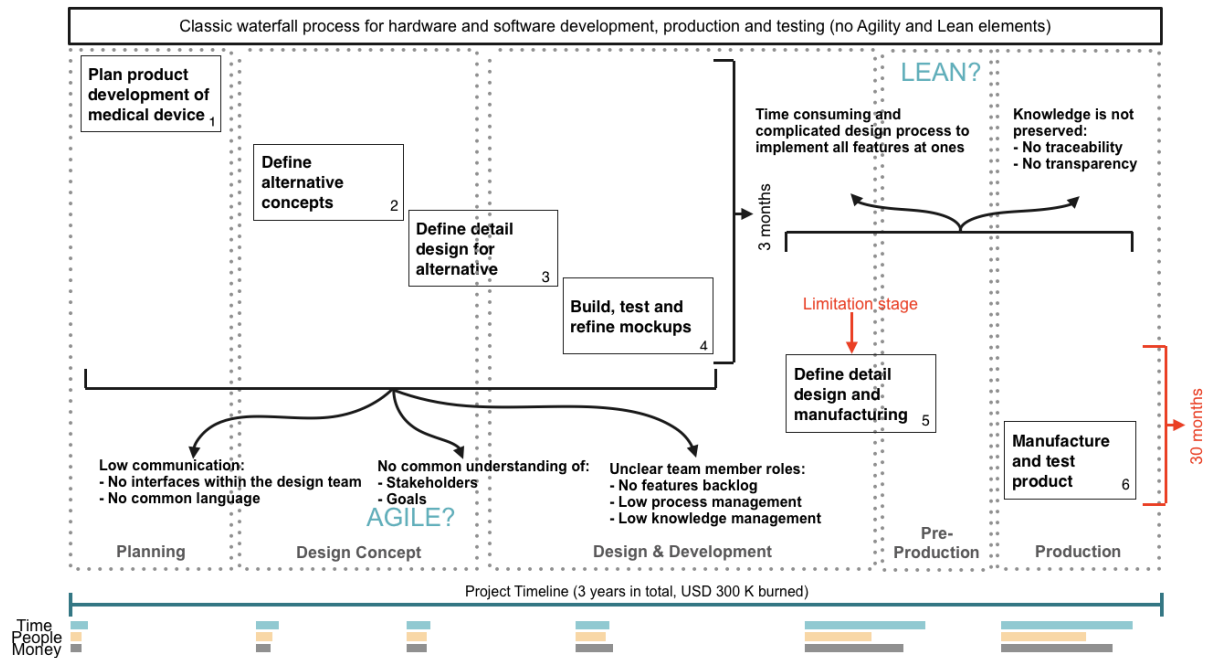 Classic waterfall process for hardware and software development, production and testing (no Agility and Lean elements)
Plan product
development of
medical device
1
Define
alternative
concepts
2
Define detail
design for
alternative
3
Build, test and
refine mockups
4
3 months
LEAN?
Time consuming and
complicated design process to
implement all features at ones
Knowledge is not
preserved:
- No traceability
- No transparency
Limitation stage
Define detail
design and
manufacturing
5
Manufacture
and test
product
6
30 months
Low communication:
- No interfaces within the design team
- No common language
No common understanding of:
- Stakeholders
- Goals
AGILE?
Unclear team member roles:
- No features backlog
- Low process management
- Low knowledge management
Planning
Design Concept
Design & Development
Pre-
Production
Production
Project Timeline (3 years in total, USD 300 K burned)
Time
People
Money